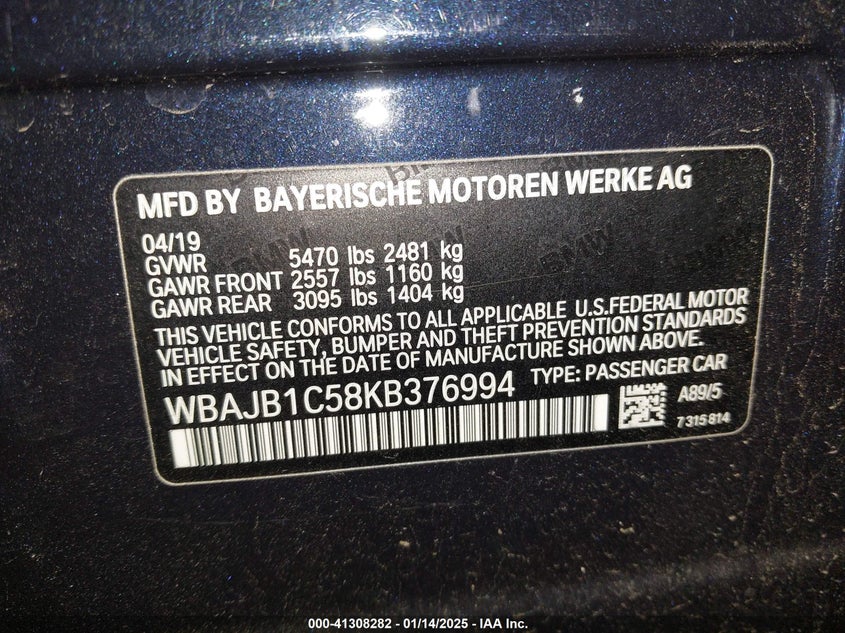 MFD BY BAYERISCHE MOTOREN WERKE AG
04/19
GVWR 5470 lbs 2481 kg
GAWR FRONT 2557 lbs 1160 kg
GAWR REAR 3095 lbs 1404 kg
THIS VEHICLE CONFORMS TO ALL APPLICABLE U.S.FEDERAL MOTOR
VEHICLE SAFETY, BUMPER AND THEFT PREVENTION STANDARDS
IN EFFECT ON THE DATE OF MANUFACTURE SHOWN ABOVE.
WBAJB1C58KB376994 TYPE: PASSENGER CAR
A89/5
7 315 814
000-41308282 - 01/14/2025 - IAA Inc.